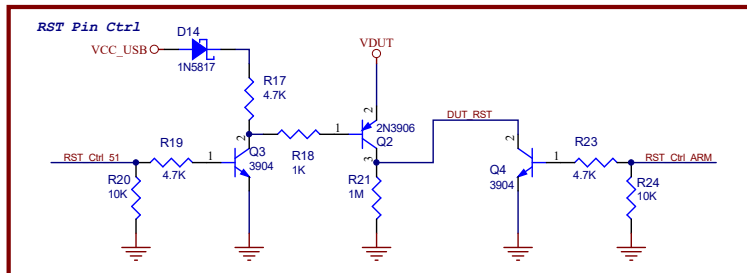 RST Pin Ctrl
D14
VCC_USB
1N5817
VDUT
R17
4.7K
2
DUT_RST
2
1
2N3906
Q2
2
R19
4.7K
1
Q3
3904
R18
1K
3
1
R23
4.7K
RST_Ctrl_51
RST_Ctrl_ARM
R20
10K
R21
1M
Q4
3904
R24
10K